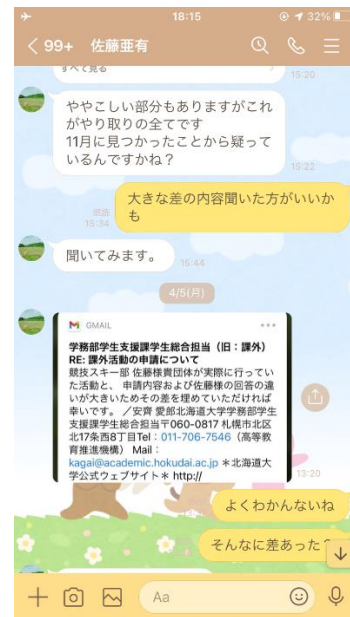 18:15
32%
99+ 佐藤亜有
すべて見る
15:20
ややこしい部分もありますがこれ
がやり取りの全てです
11月に見つかったことから疑って
いるんですかね？
15:22
大きな差の内容聞いた方がいいか
も
既読
15:34
聞いてみます。
15:44
4/5(月)
GMAIL
学務部学生支援課学生総合担当（旧：課外）
RE: 課外活動の申請について
競技スキー部 佐藤様貴団体が実際に行ってい
た活動と、 申請内容および佐藤様の回答の違
いが大きいためその差を埋めていただければ
幸いです。 ／安齊 愛郎北海道大学学務部学生
支援課学生総合担当〒060-0817 札幌市北区
北17条西8丁目Tel：011-706-7546（高等教
育推進機構） Mail：
kagai@academic.hokudai.ac.jp ＊北海道大
学公式ウェブサイト＊ http://
13:20
よくわかんないね
そんなに差あった？
Aa